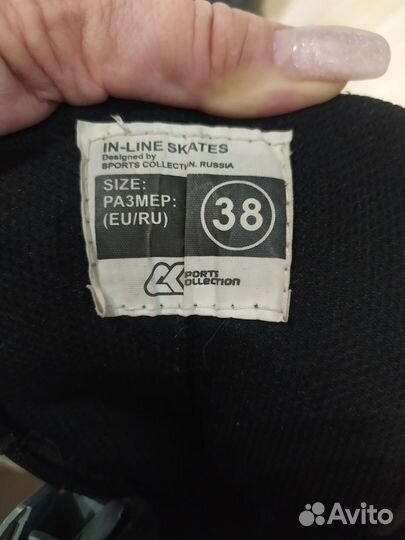 IN-LINE SKATES
Designed by
SPORTS COLLECTION. RUSSIA
SIZE:
РАЗМЕР:
(EU/RU)
38
SPORTS
COLLECTION
Avito